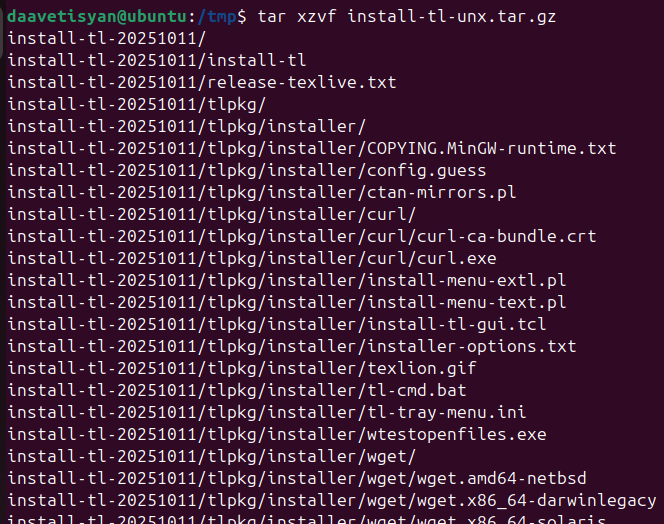 daavetisyan@ubuntu:/tmp$ tar xzvf install-tl-unx.tar.gz
install-tl-20251011/
install-tl-20251011/install-tl
install-tl-20251011/release-texlive.txt
install-tl-20251011/tlpkg/
install-tl-20251011/tlpkg/installer/
install-tl-20251011/tlpkg/installer/COPYING.MinGW-runtime.txt
install-tl-20251011/tlpkg/installer/config.guess
install-tl-20251011/tlpkg/installer/ctan-mirrors.pl
install-tl-20251011/tlpkg/installer/curl/
install-tl-20251011/tlpkg/installer/curl/curl-ca-bundle.crt
install-tl-20251011/tlpkg/installer/curl/curl.exe
install-tl-20251011/tlpkg/installer/install-menu-extl.pl
install-tl-20251011/tlpkg/installer/install-menu-text.pl
install-tl-20251011/tlpkg/installer/install-tl-gui.tcl
install-tl-20251011/tlpkg/installer/installer-options.txt
install-tl-20251011/tlpkg/installer/texlion.gif
install-tl-20251011/tlpkg/installer/tl-cmd.bat
install-tl-20251011/tlpkg/installer/tl-tray-menu.ini
install-tl-20251011/tlpkg/installer/wtestopenfiles.exe
install-tl-20251011/tlpkg/installer/wget/
install-tl-20251011/tlpkg/installer/wget/wget.amd64-netbsd
install-tl-20251011/tlpkg/installer/wget/wget.x86_64-darwinlegacy
install-tl-20251011/tlpkg/installer/wget/wget.x86_64-solaris